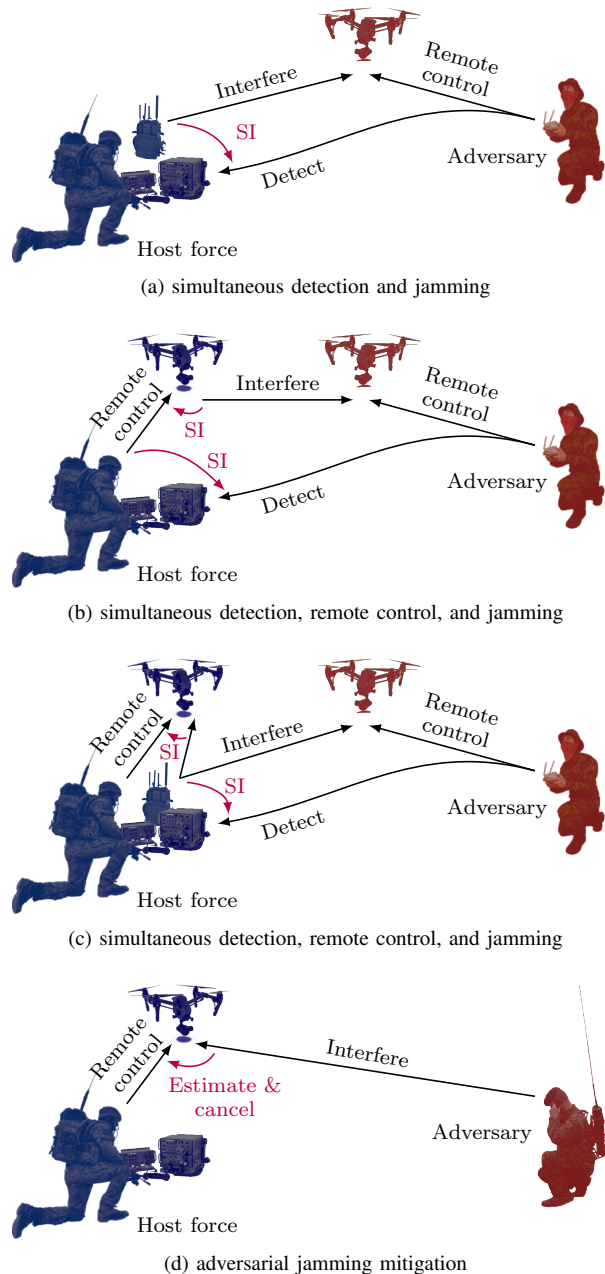 Remote
control
Interfere
SI
Adversary
Detect
Host force
(a) simultaneous detection and jamming
Remote
control
Interfere
Remote
control
SI
SI
Adversary
Detect
Host force
(b) simultaneous detection, remote control, and jamming
Remote
control
Remote
control
Interfere
SI
SI
Adversary
Detect
Host force
(c) simultaneous detection, remote control, and jamming
Remote
control
Interfere
Estimate &
cancel
Adversary
Host force
(d) adversarial jamming mitigation